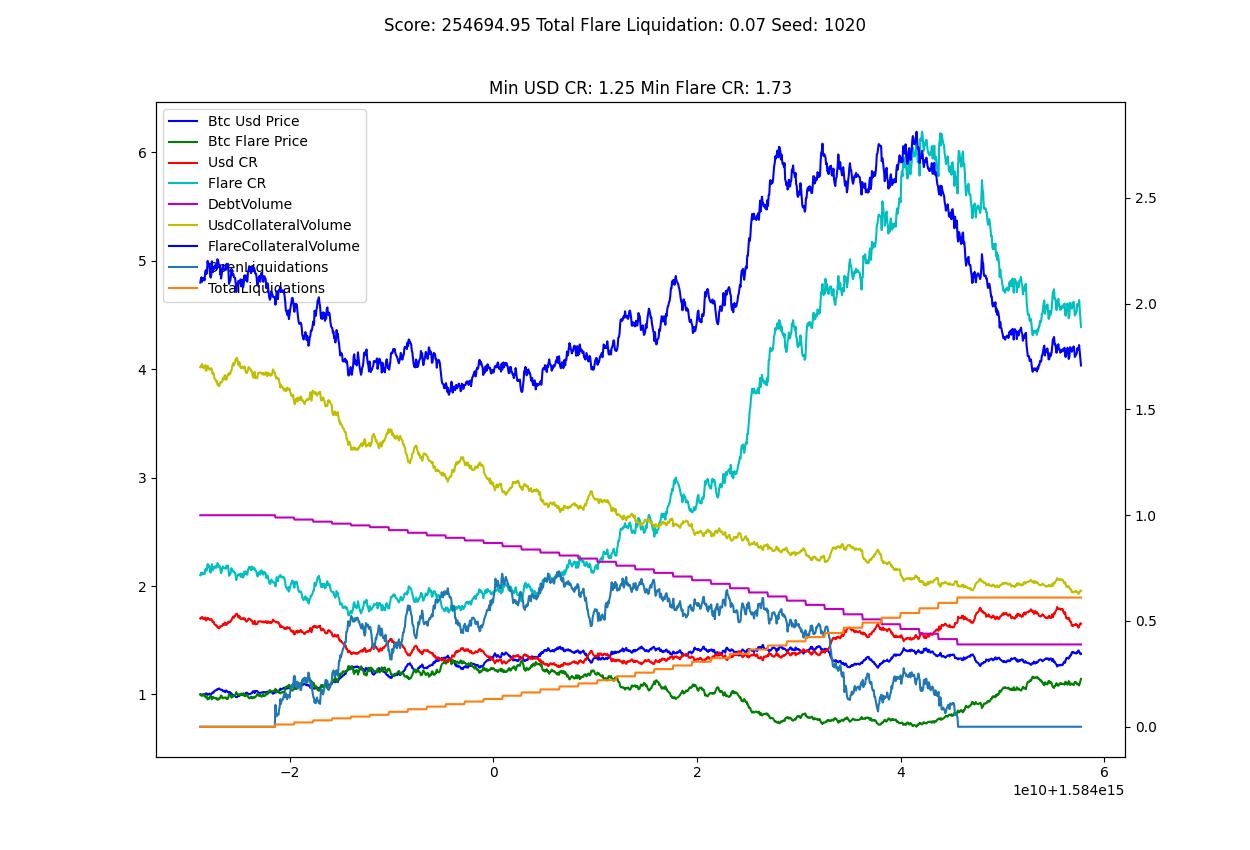 Score: 254694.95 Total Flare Liquidation: 0.07 Seed: 1020
Min USD CR: 1.25 Min Flare CR: 1.73
Btc Usd Price
Btc Flare Price
Usd CR
Flare CR
DebtVolume
UsdCollateralVolume
FlareCollateralVolume
OpenLiquidations
TotalLiquidations
6
5
4
3
2
1
2.5
2.0
1.5
1.0
0.5
0.0
−2
0
2
4
6
1e10+1.584e15